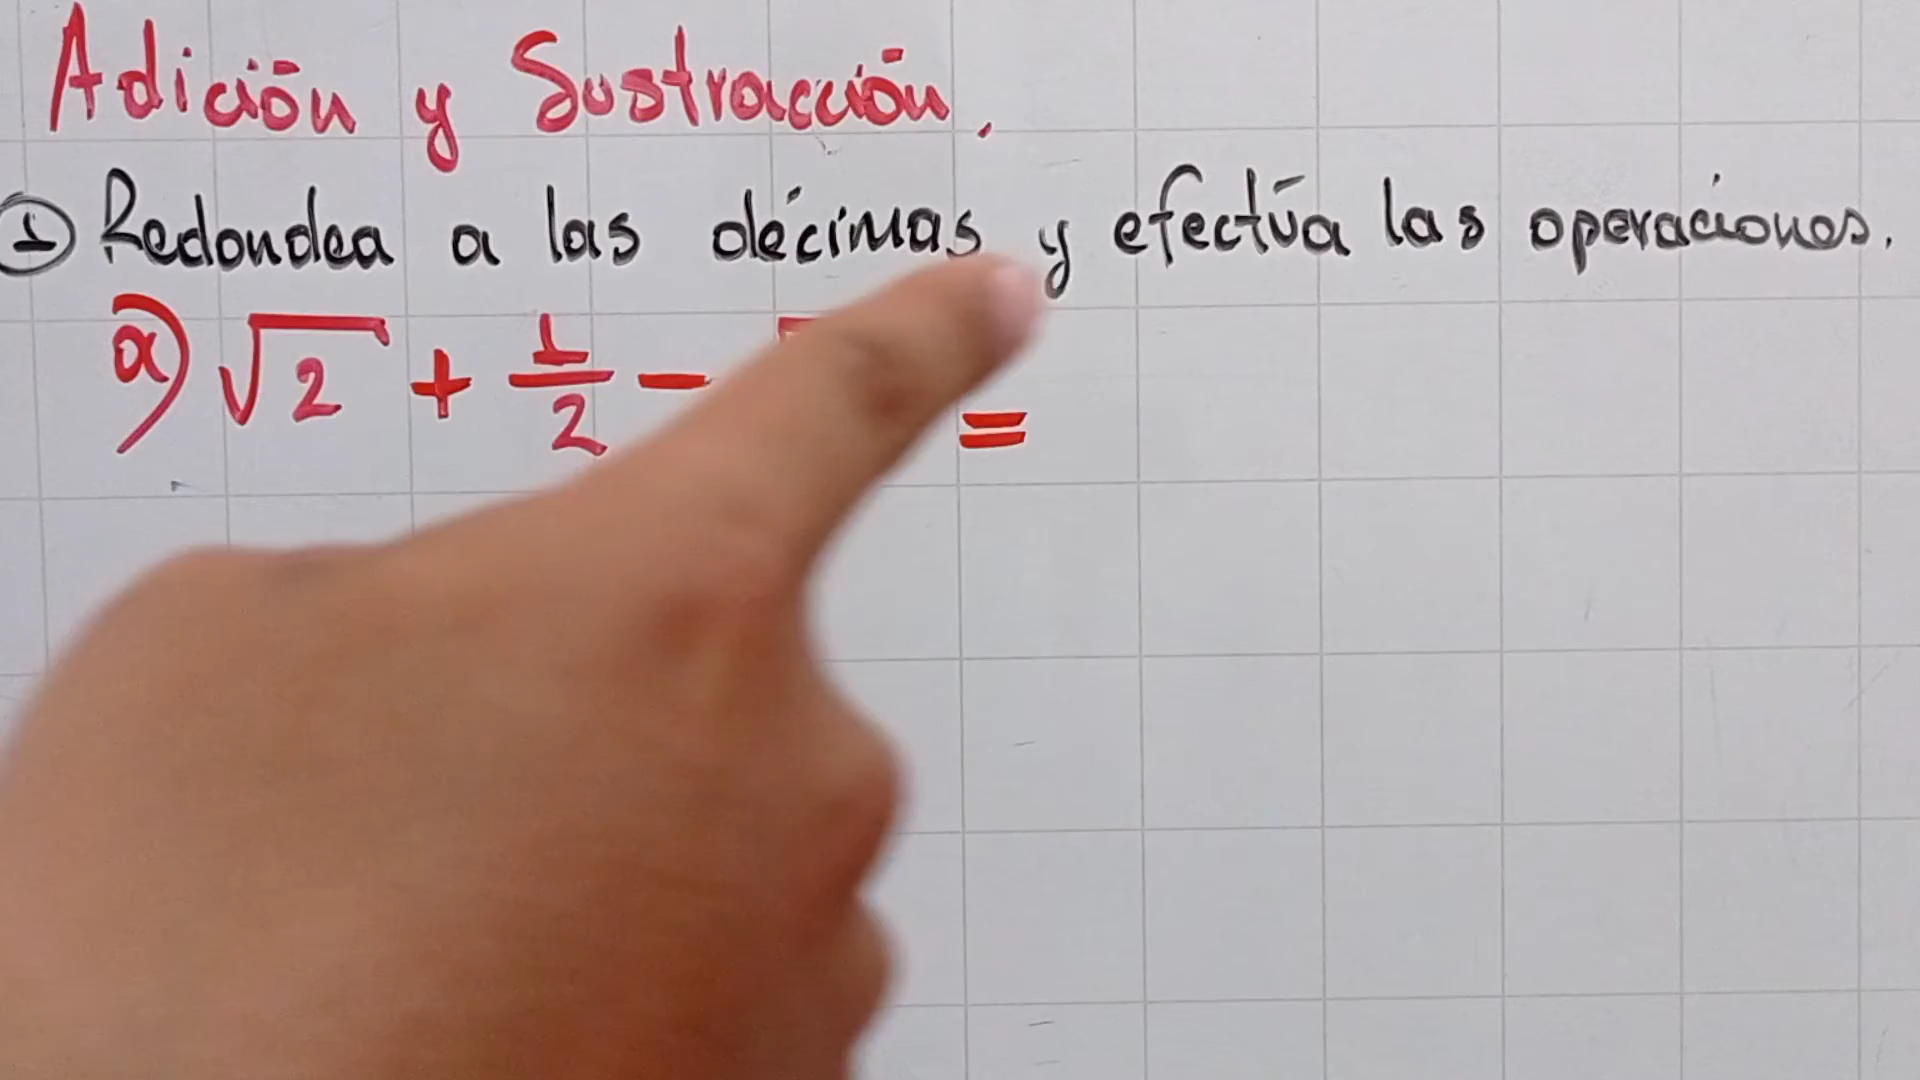 Adición y Sustracción.
① Redondea a las décimas y efectúa las operaciones.
a) √2 + 1/2 - =